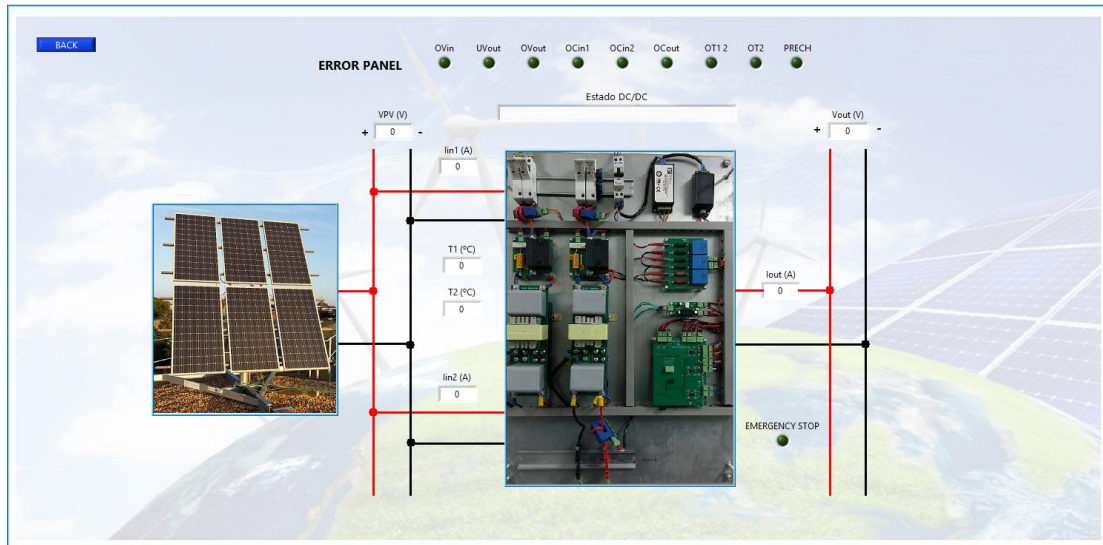 BACK
ERROR PANEL
OVin UVout OVout OCin1 OCin2 OCout OT1 2 OT2 PRECH
Estado DC/DC
VPV (V)
+ 0 -
Vout (V)
+ 0 -
Iin1 (A)
0
T1 (ºC)
0
T2 (ºC)
0
Iout (A)
0
Iin2 (A)
0
EMERGENCY STOP